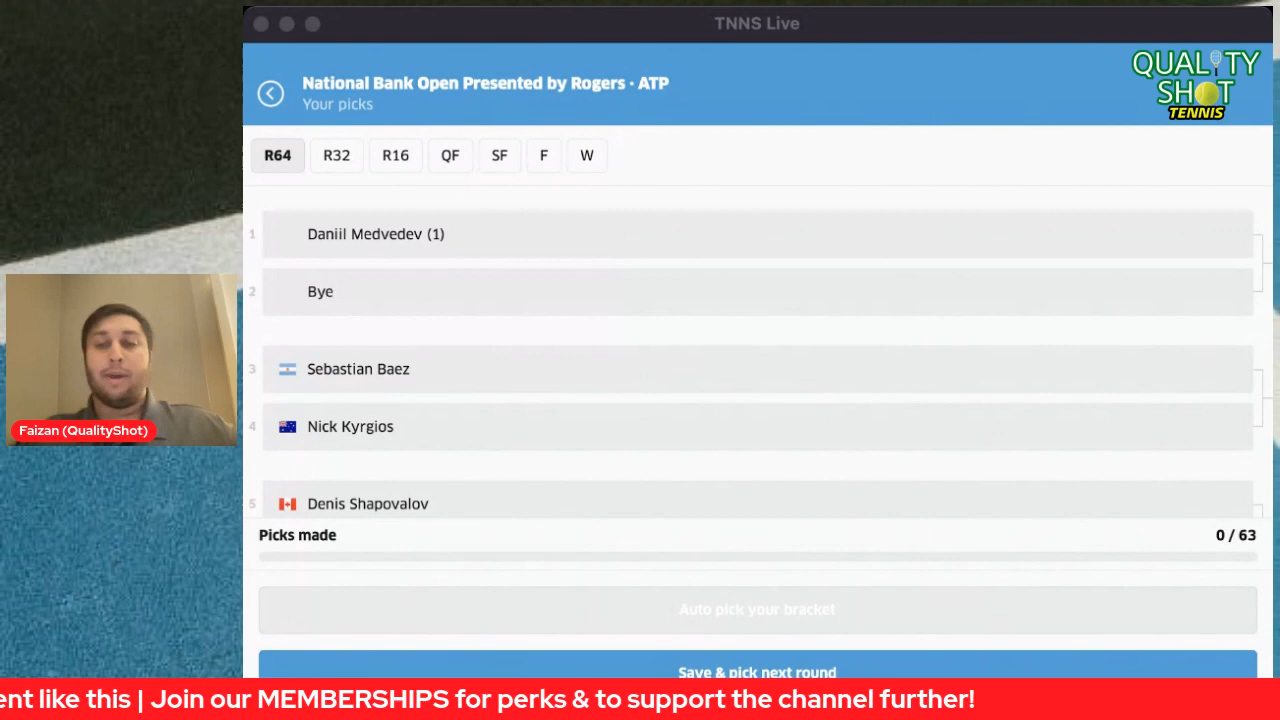 TNNS Live
National Bank Open Presented by Rogers · ATP
Your picks
QUALITY
SHOT
TENNIS
R64 R32 R16 QF SF F W
1 Daniil Medvedev (1)
2 Bye
3 Sebastian Baez
4 Nick Kyrgios
5 Denis Shapovalov
Faizan (QualityShot)
Picks made 0 / 63
Auto pick your bracket
Save & pick next round
ent like this | Join our MEMBERSHIPS for perks & to support the channel further!